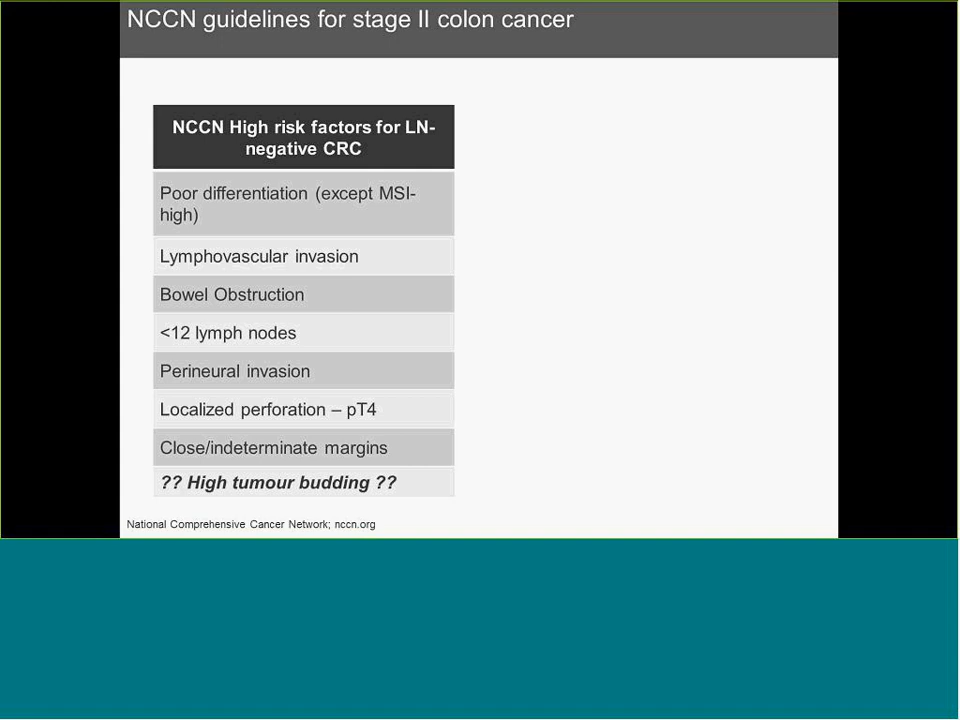 NCCN guidelines for stage II colon cancer
NCCN High risk factors for LN-
negative CRC
Poor differentiation (except MSI-
high)
Lymphovascular invasion
Bowel Obstruction
<12 lymph nodes
Perineural invasion
Localized perforation – pT4
Close/indeterminate margins
?? High tumour budding ??
National Comprehensive Cancer Network; nccn.org